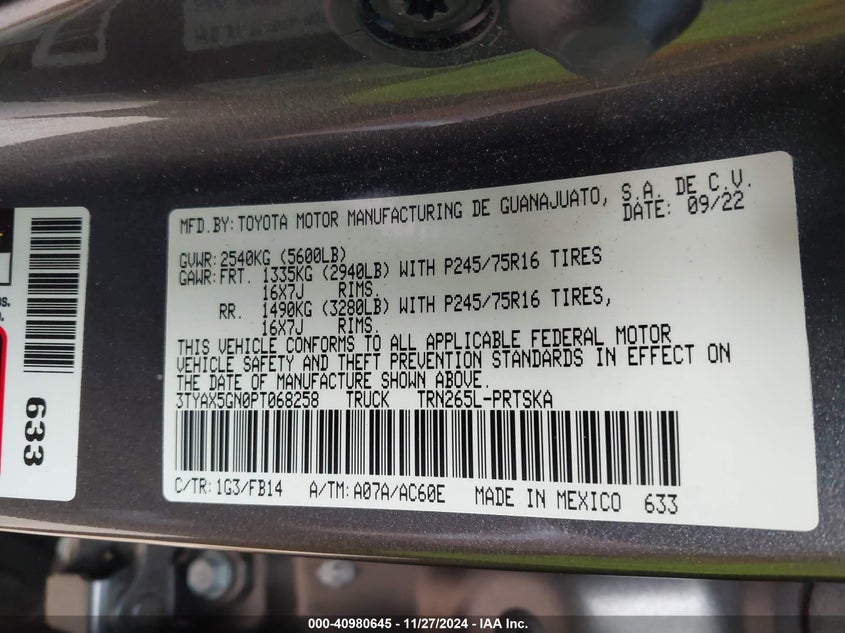 MFD.BY:TOYOTA MOTOR MANUFACTURING DE GUANAJUATO, S.A. DE C.V.
DATE: 09/22
GVWR:2540KG (5600LB)
GAWR:FRT. 1335KG (2940LB) WITH P245/75R16 TIRES
16X7J RIMS.
RR. 1490KG (3280LB) WITH P245/75R16 TIRES,
16X7J RIMS.
THIS VEHICLE CONFORMS TO ALL APPLICABLE FEDERAL MOTOR
VEHICLE SAFETY AND THEFT PREVENTION STANDARDS IN EFFECT ON
THE DATE OF MANUFACTURE SHOWN ABOVE.
3TYAX5GN0PT068258 TRUCK TRN265L-PRTSKA
C/TR:1G3/FB14 A/TM:A07A/AC60E MADE IN MEXICO 633
633
000-40980645 - 11/27/2024 - IAA Inc.